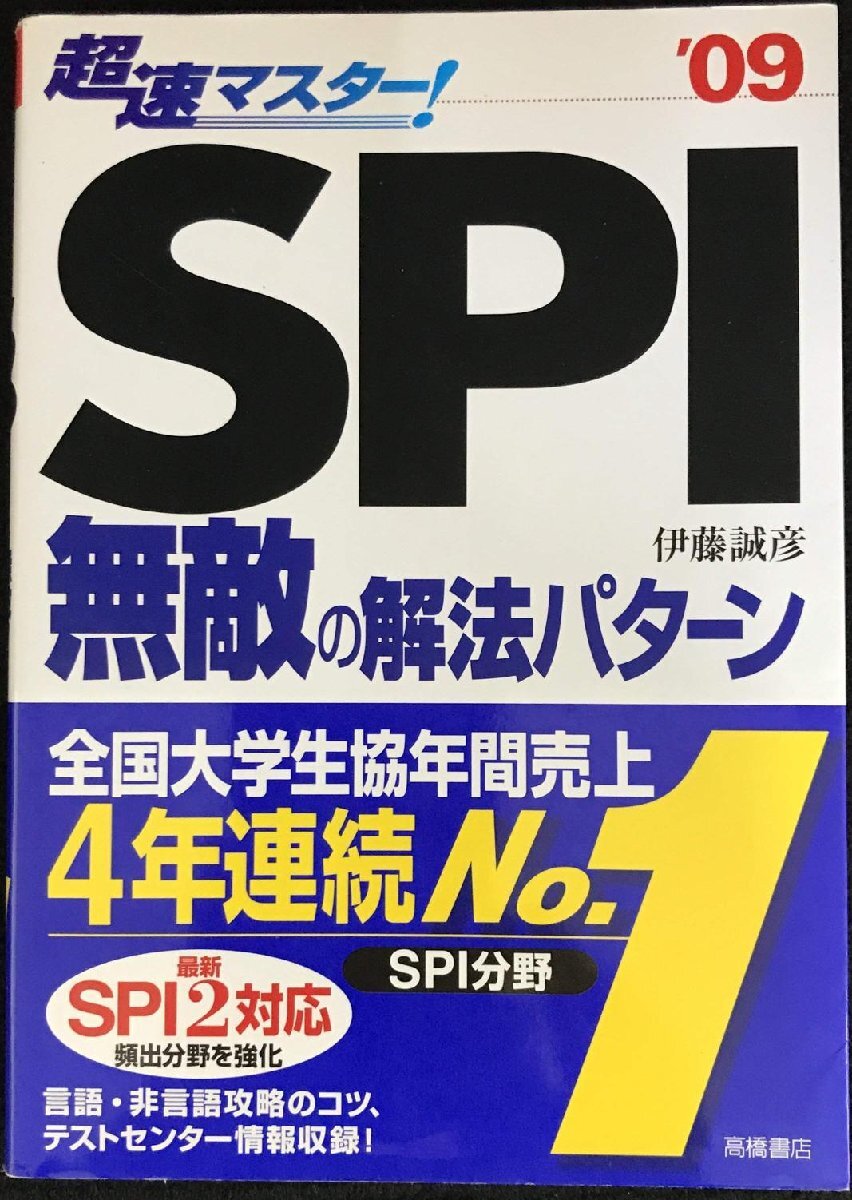 超速マスター!
'09
SPI
伊藤誠彦
無敵の解法パターン
全国大学生協年間売上
4年連続No.1
SPI分野
最新
SPI2対応
頻出分野を強化
言語・非言語攻略のコツ、
テストセンター情報収録!
高橋書店